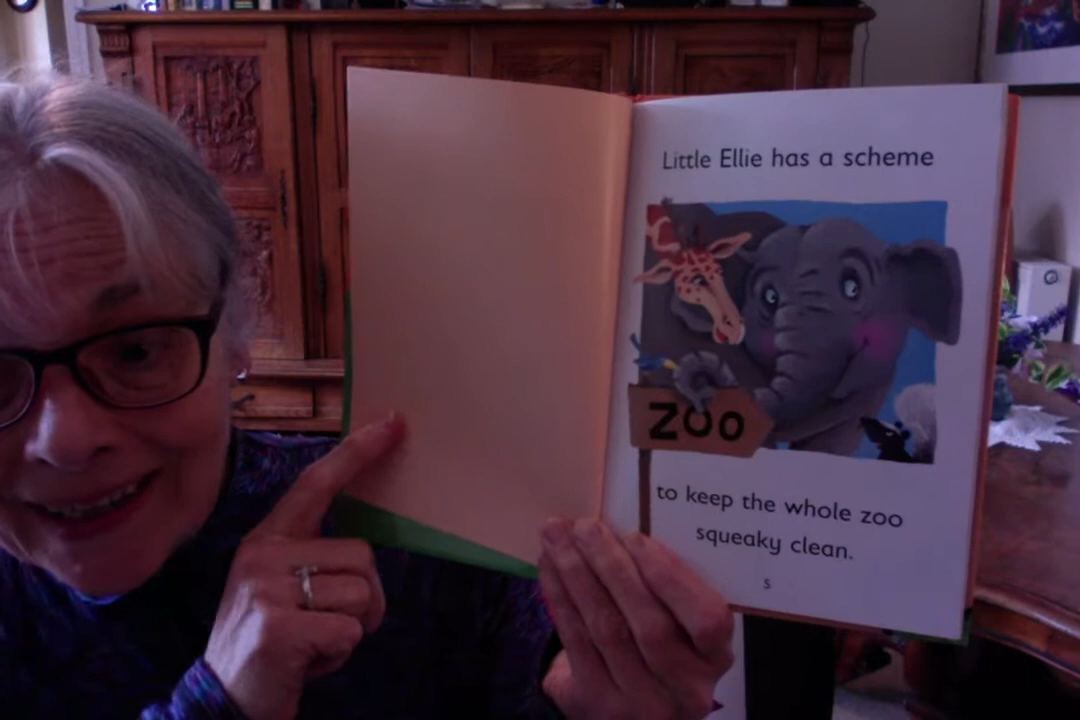 Little Ellie has a scheme
ZOO
to keep the whole zoo
squeaky clean.
5